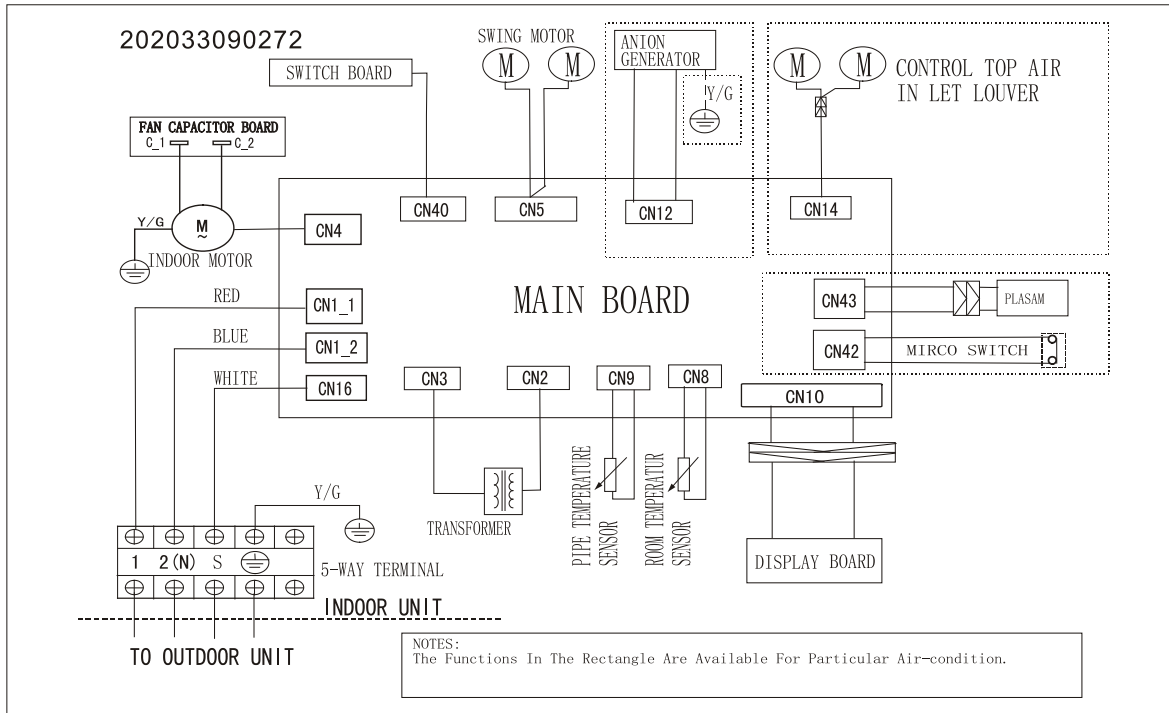 202033090272
SWITCH BOARD
SWING MOTOR
M
M
ANION
GENERATOR
Y/G
M
M
CONTROL TOP AIR
IN LET LOUVER
FAN CAPACITOR BOARD
C_1
C_2
Y/G
M
~
INDOOR MOTOR
CN4
CN40
CN5
CN12
CN14
RED
CN1_1
BLUE
CN1_2
WHITE
CN16
MAIN BOARD
CN43
PLASAM
CN42
MIRCO SWITCH
CN3
CN2
CN9
CN8
CN10
TRANSFORMER
PIPE TEMPERATURE
SENSOR
ROOM TEMPERATUR
SENSOR
DISPLAY BOARD
Y/G
1 2(N) S
5-WAY TERMINAL
INDOOR UNIT
TO OUTDOOR UNIT
NOTES:
The Functions In The Rectangle Are Available For Particular Air-condition.